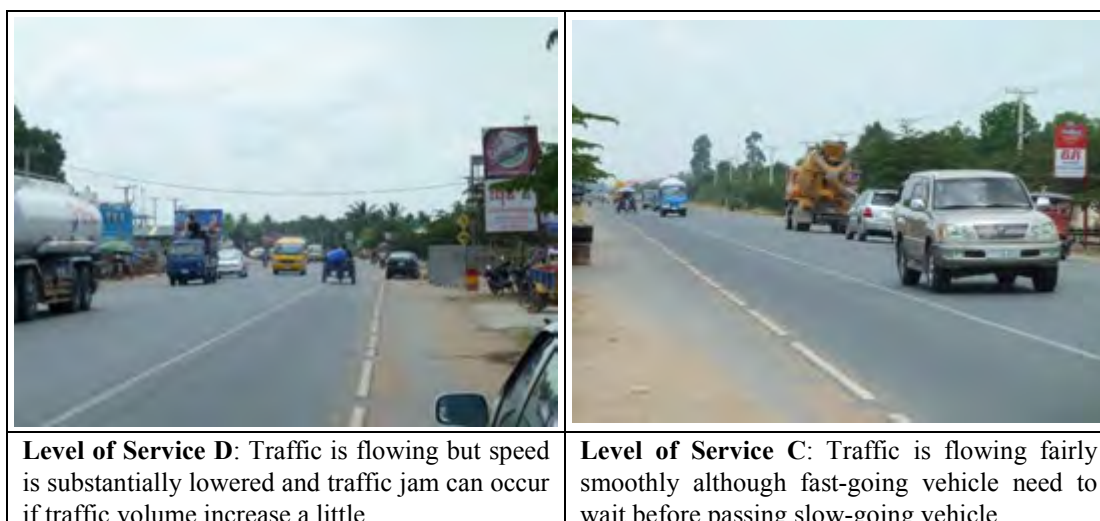 Level of Service D: Traffic is flowing but speed
is substantially lowered and traffic jam can occur
if traffic volume increase a little
Level of Service C: Traffic is flowing fairly
smoothly although fast-going vehicle need to
wait before passing slow-going vehicle